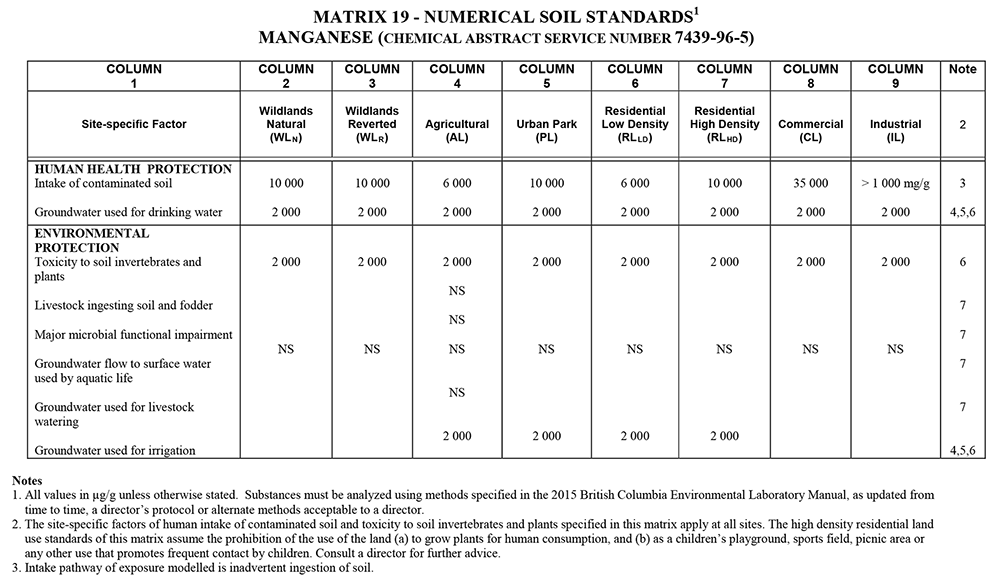 MATRIX 19 - NUMERICAL SOIL STANDARDS1
MANGANESE (CHEMICAL ABSTRACT SERVICE NUMBER 7439-96-5)
COLUMN 1 COLUMN 2 COLUMN 3 COLUMN 4 COLUMN 5 COLUMN 6 COLUMN 7 COLUMN 8 COLUMN 9 Note
Site-specific Factor Wildlands Natural (WLN) Wildlands Reverted (WLR) Agricultural (AL) Urban Park (PL) Residential Low Density (RLLD) Residential High Density (RLHD) Commercial (CL) Industrial (IL) 2
HUMAN HEALTH PROTECTION
Intake of contaminated soil 10 000 10 000 6 000 10 000 6 000 10 000 35 000 > 1 000 mg/g 3
Groundwater used for drinking water 2 000 2 000 2 000 2 000 2 000 2 000 2 000 2 000 4,5,6
ENVIRONMENTAL
PROTECTION
Toxicity to soil invertebrates and 2 000 2 000 2 000 2 000 2 000 2 000 2 000 2 000 6
plants
NS
Livestock ingesting soil and fodder 7
NS
Major microbial functional impairment 7
NS NS NS NS NS NS NS NS
Groundwater flow to surface water 7
used by aquatic life
NS
Groundwater used for livestock 7
watering
2 000 2 000 2 000 2 000
Groundwater used for irrigation 4,5,6
Notes
1. All values in µg/g unless otherwise stated. Substances must be analyzed using methods specified in the 2015 British Columbia Environmental Laboratory Manual, as updated from
time to time, a director's protocol or alternate methods acceptable to a director.
2. The site-specific factors of human intake of contaminated soil and toxicity to soil invertebrates and plants specified in this matrix apply at all sites. The high density residential land
use standards of this matrix assume the prohibition of the use of the land (a) to grow plants for human consumption, and (b) as a children's playground, sports field, picnic area or
any other use that promotes frequent contact by children. Consult a director for further advice.
3. Intake pathway of exposure modelled is inadvertent ingestion of soil.